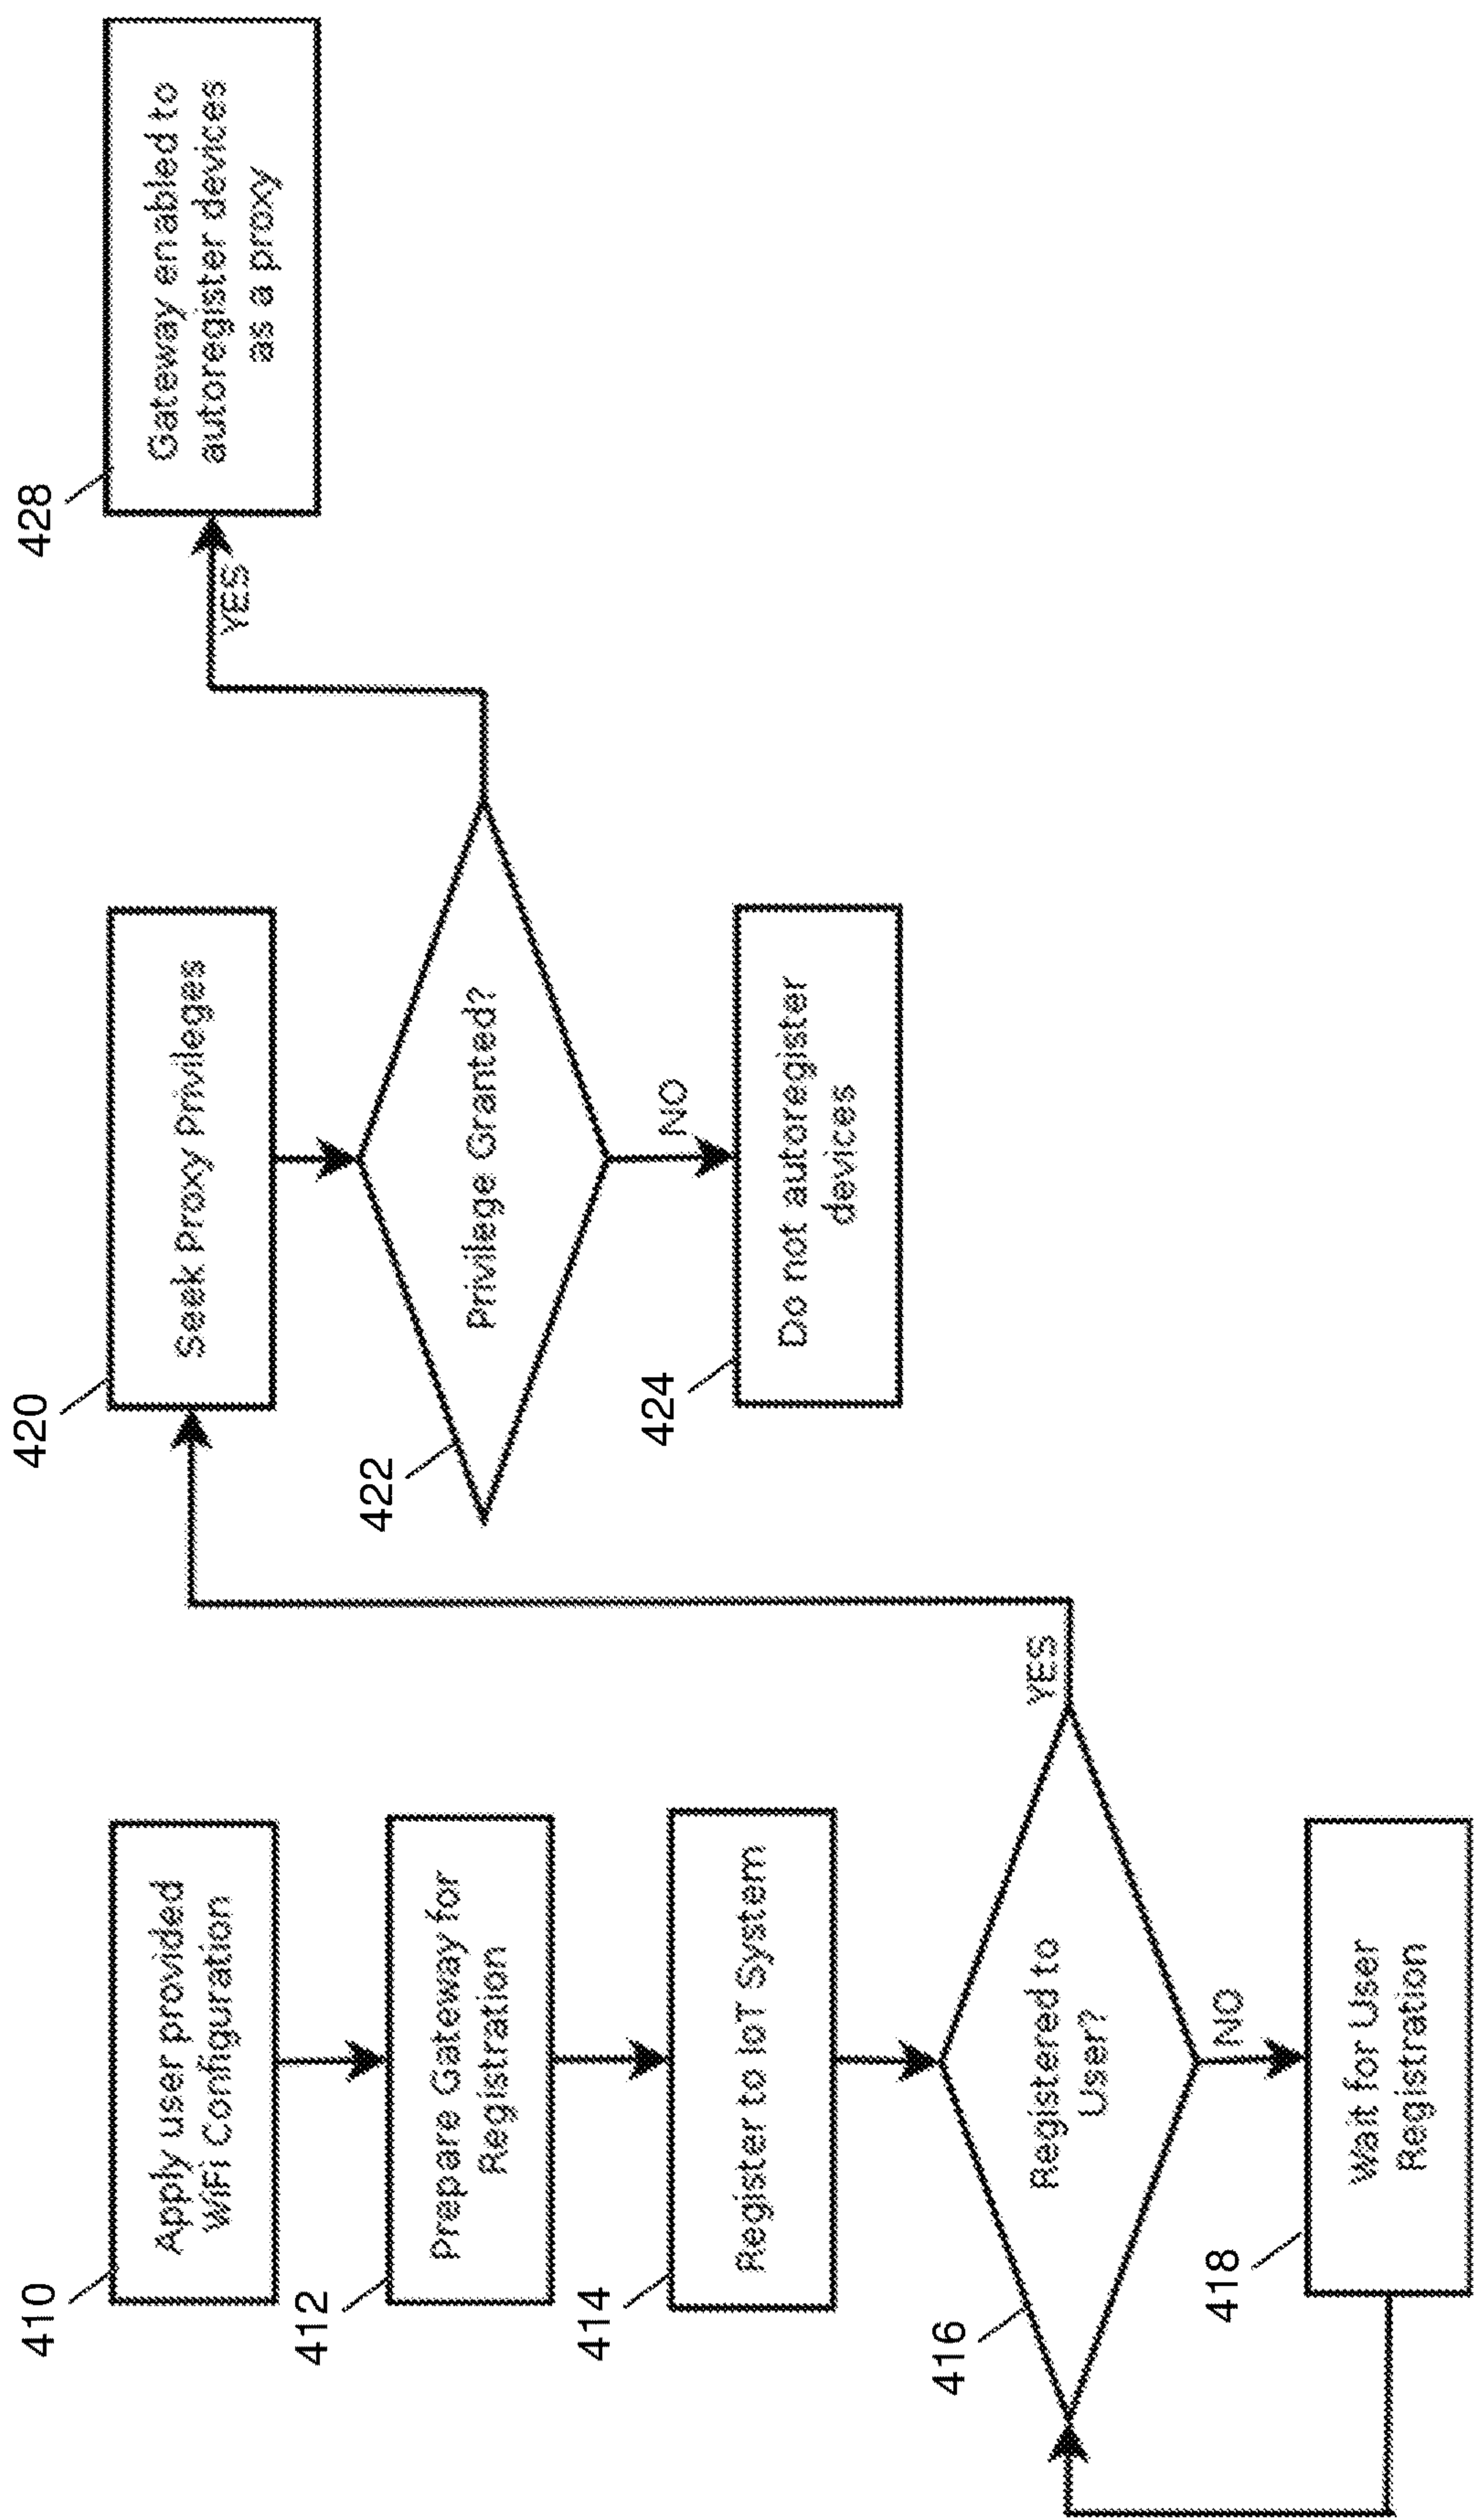 410
Apply user provided
WiFi Configuration
412
Prepare Gateway for
Registration
414
Register to IoT System
416
Registered to
User?
YES
NO
418
Wait for User
Registration
420
Seek Proxy Privileges
422
Privilege Granted?
YES
NO
424
Do not autoregister
devices
428
Gateway enabled to
autoregister devices
as a proxy